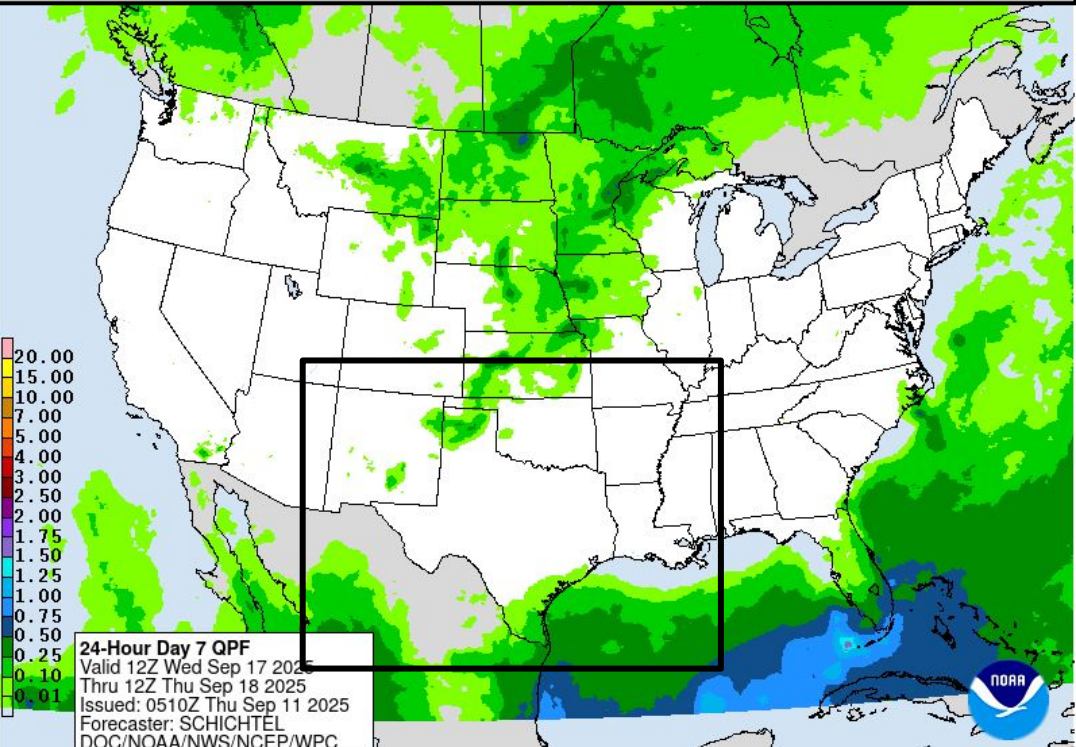 20.00
15.00
10.00
7.00
5.00
4.00
3.00
2.50
2.00
1.75
1.50
1.25
1.00
0.75
0.50
0.25
0.10
0.01
24-Hour Day 7 QPF
Valid 12Z Wed Sep 17 2025
Thru 12Z Thu Sep 18 2025
Issued: 0510Z Thu Sep 11 2025
Forecaster: SCHICHTEL
DOC/NOAA/NWS/NCEP/WPC
NOAA